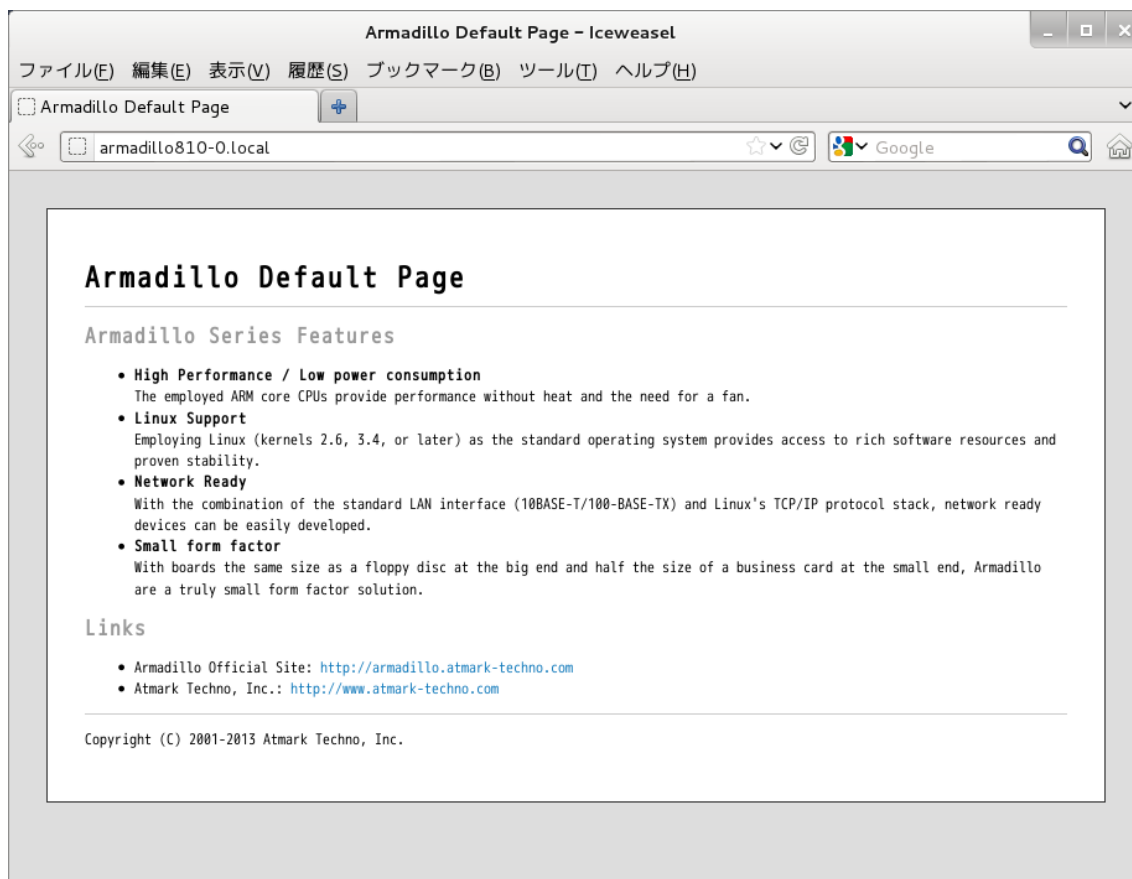 Armadillo Default Page - Iceweasel
ファイル(F) 編集(E) 表示(V) 履歴(S) ブックマーク(B) ツール(T) ヘルプ(H)
Armadillo Default Page
armadillo810-0.local
Google
Armadillo Default Page
Armadillo Series Features
• High Performance / Low power consumption
The employed ARM core CPUs provide performance without heat and the need for a fan.
• Linux Support
Employing Linux (kernels 2.6, 3.4, or later) as the standard operating system provides access to rich software resources and
proven stability.
• Network Ready
With the combination of the standard LAN interface (10BASE-T/100-BASE-TX) and Linux's TCP/IP protocol stack, network ready
devices can be easily developed.
• Small form factor
With boards the same size as a floppy disc at the big end and half the size of a business card at the small end, Armadillo
are a truly small form factor solution.
Links
• Armadillo Official Site: http://armadillo.atmark-techno.com
• Atmark Techno, Inc.: http://www.atmark-techno.com
Copyright (C) 2001-2013 Atmark Techno, Inc.